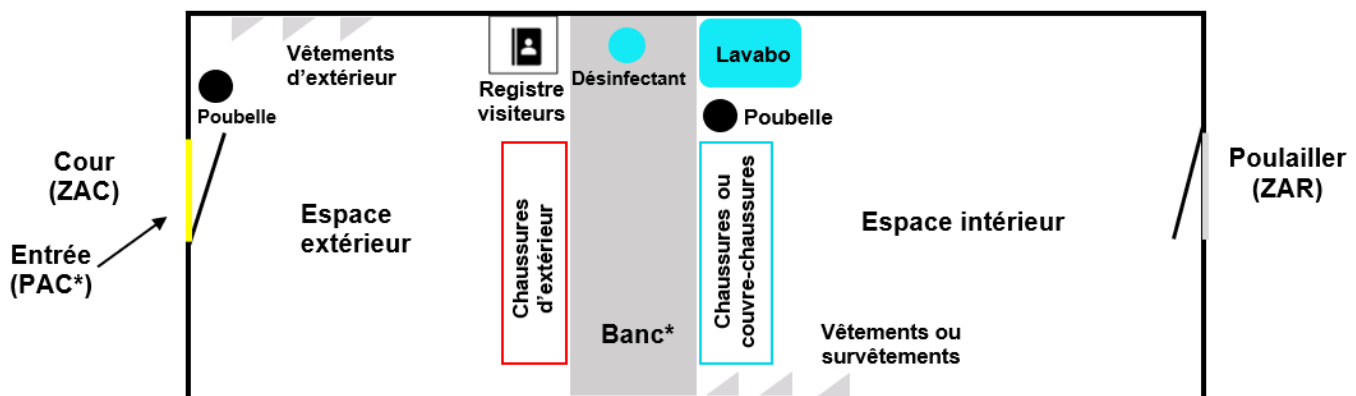 Vêtements
d’extérieur
Poubelle
Cour
(ZAC)
Entrée
(PAC*)
Espace
extérieur
Registre
visiteurs
Chaussures
d’extérieur
Désinfectant
Banc*
Lavabo
Poubelle
Chaussures ou
couvre-chaussures
Espace intérieur
Vêtements ou
survêtements
Poulailler
(ZAR)